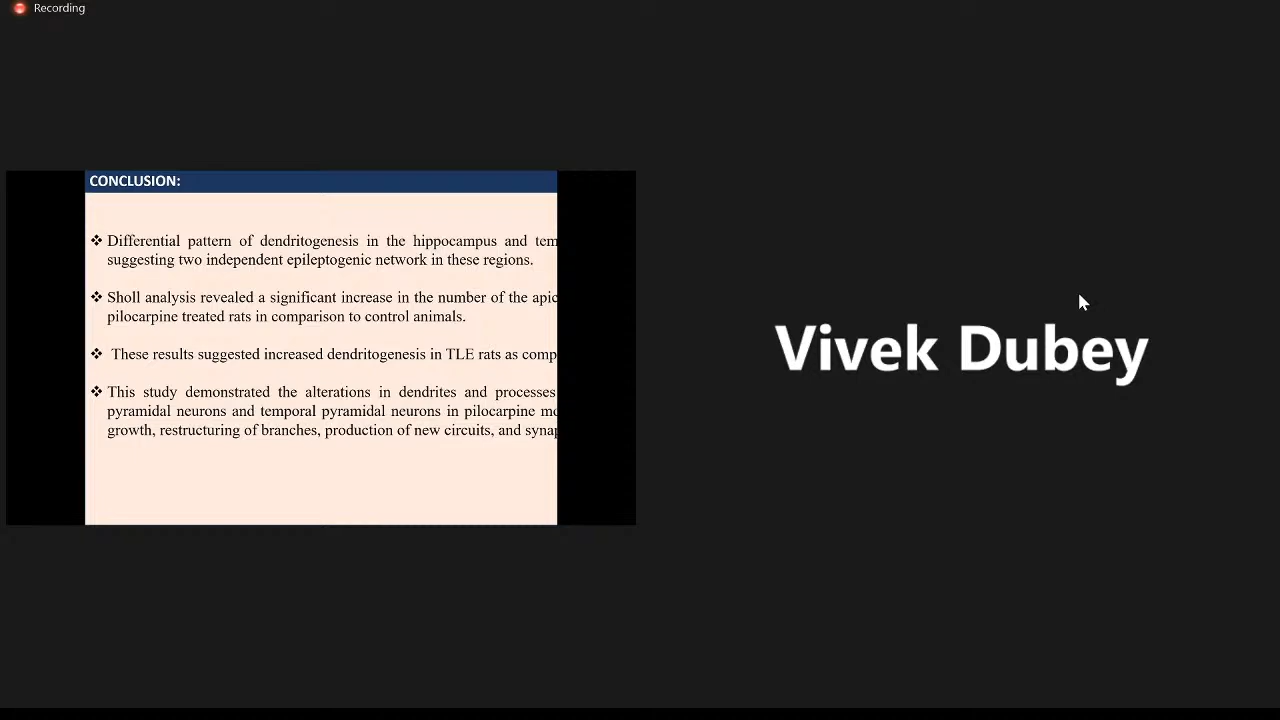 Recording
CONCLUSION:
❖ Differential pattern of dendritogenesis in the hippocampus and tem
suggesting two independent epileptogenic network in these regions.
❖ Sholl analysis revealed a significant increase in the number of the apic
pilocarpine treated rats in comparison to control animals.
❖ These results suggested increased dendritogenesis in TLE rats as comp
❖ This study demonstrated the alterations in dendrites and processes
pyramidal neurons and temporal pyramidal neurons in pilocarpine mo
growth, restructuring of branches, production of new circuits, and synap
Vivek Dubey